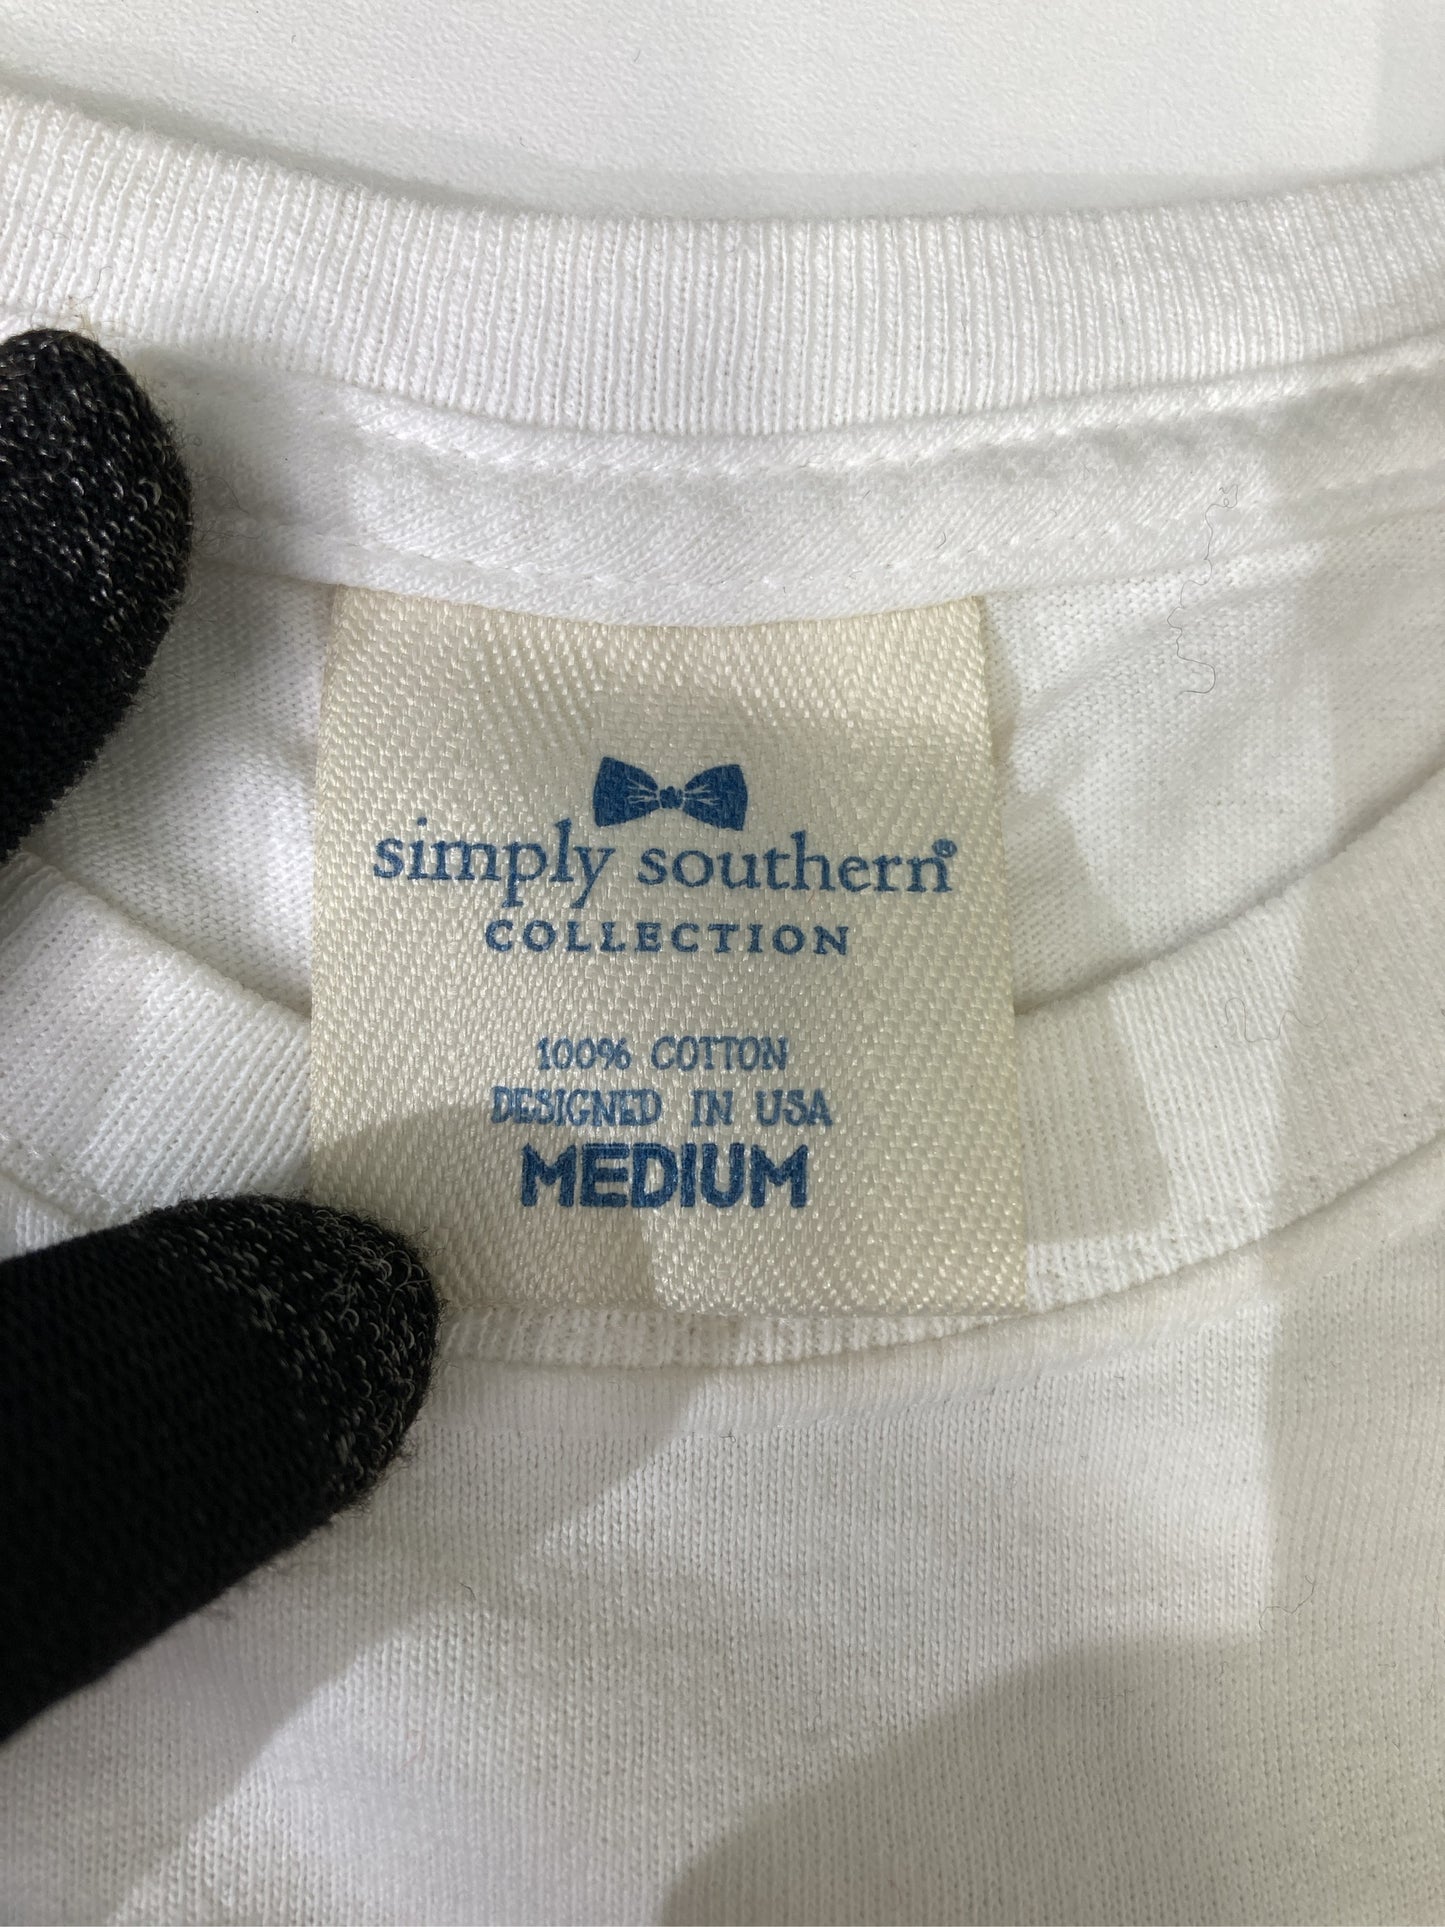 simply southern®
COLLECTION
100% COTTON
DESIGNED IN USA
MEDIUM